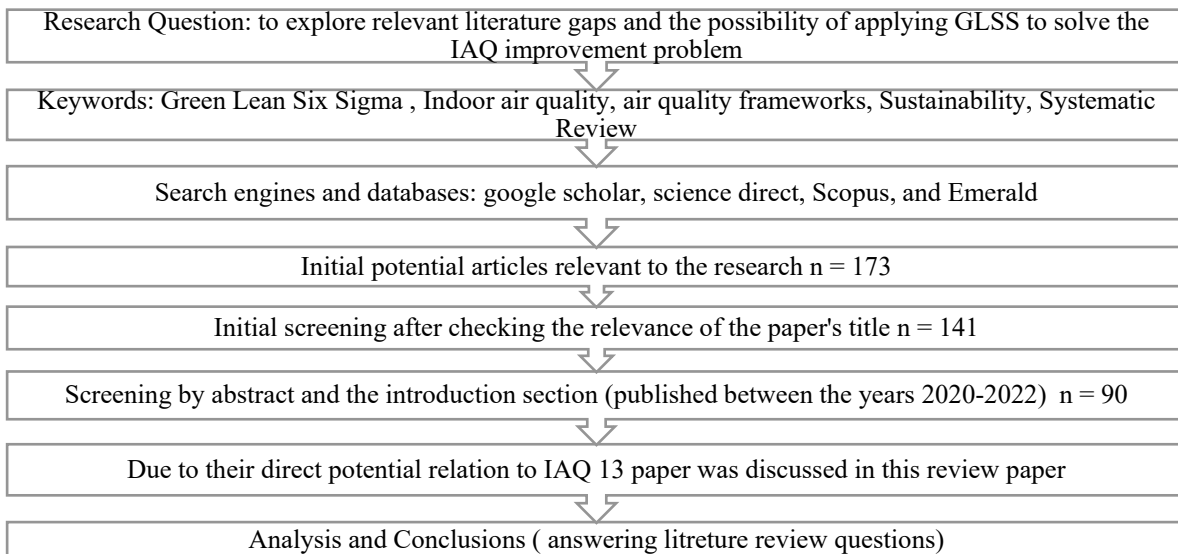 Research Question: to explore relevant literature gaps and the possibility of applying GLSS to solve the
IAQ improvement problem
Keywords: Green Lean Six Sigma , Indoor air quality, air quality frameworks, Sustainability, Systematic
Review
Search engines and databases: google scholar, science direct, Scopus, and Emerald
Initial potential articles relevant to the research n = 173
Initial screening after checking the relevance of the paper's title n = 141
Screening by abstract and the introduction section (published between the years 2020-2022) n = 90
Due to their direct potential relation to IAQ 13 paper was discussed in this review paper
Analysis and Conclusions ( answering litreture review questions)